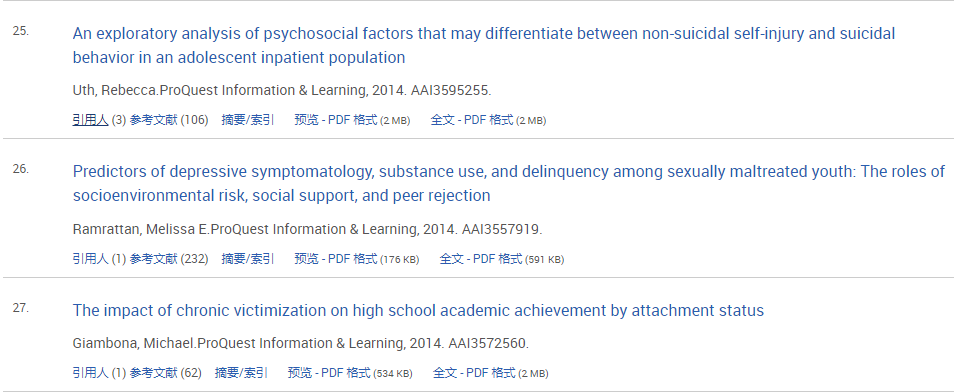 25.
An exploratory analysis of psychosocial factors that may differentiate between non-suicidal self-injury and suicidal
behavior in an adolescent inpatient population
Uth, Rebecca.ProQuest Information & Learning, 2014. AAI3595255.
引用人 (3) 参考文献 (106) 摘要/索引 预览 - PDF 格式 (2 MB) 全文 - PDF 格式 (2 MB)
26.
Predictors of depressive symptomatology, substance use, and delinquency among sexually maltreated youth: The roles of
socioenvironmental risk, social support, and peer rejection
Ramrattan, Melissa E.ProQuest Information & Learning, 2014. AAI3557919.
引用人 (1) 参考文献 (232) 摘要/索引 预览 - PDF 格式 (176 KB) 全文 - PDF 格式 (591 KB)
27.
The impact of chronic victimization on high school academic achievement by attachment status
Giambona, Michael.ProQuest Information & Learning, 2014. AAI3572560.
引用人 (1) 参考文献 (62) 摘要/索引 预览 - PDF 格式 (534 KB) 全文 - PDF 格式 (2 MB)